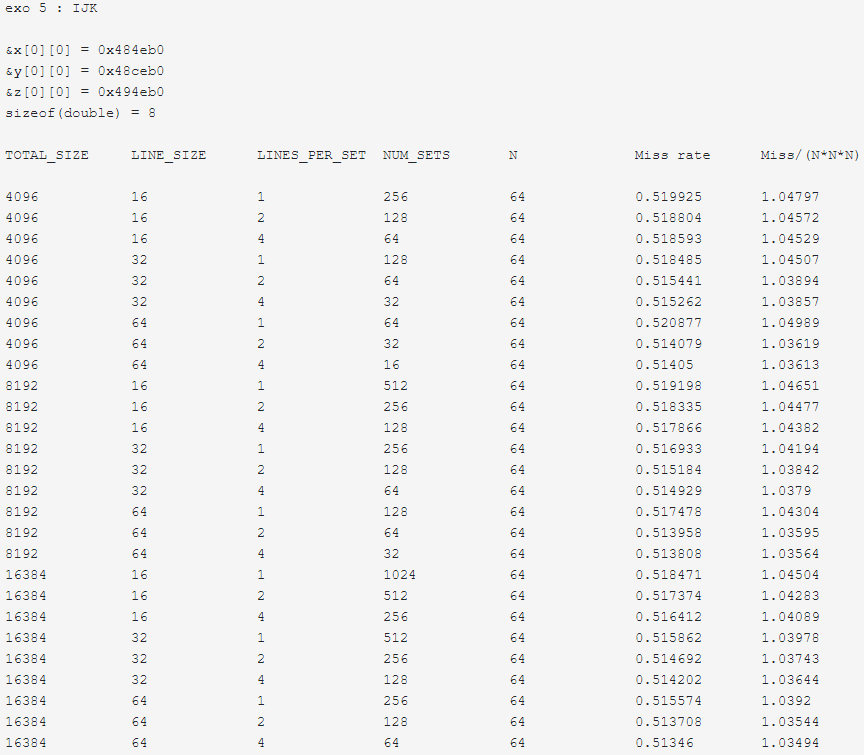 exo 5 : IJK
&x[0][0] = 0x484eb0
&y[0][0] = 0x48ceb0
&z[0][0] = 0x494eb0
sizeof(double) = 8
TOTAL_SIZE LINE_SIZE LINES_PER_SET NUM_SETS N Miss rate Miss/(N*N*N)
4096 16 1 256 64 0.519925 1.04797
4096 16 2 128 64 0.518804 1.04572
4096 16 4 64 64 0.518593 1.04529
4096 32 1 128 64 0.518485 1.04507
4096 32 2 64 64 0.515441 1.03894
4096 32 4 32 64 0.515262 1.03857
4096 64 1 64 64 0.520877 1.04989
4096 64 2 32 64 0.514079 1.03619
4096 64 4 16 64 0.51405 1.03613
8192 16 1 512 64 0.519198 1.04651
8192 16 2 256 64 0.518335 1.04477
8192 16 4 128 64 0.517866 1.04382
8192 32 1 256 64 0.516933 1.04194
8192 32 2 128 64 0.515184 1.03842
8192 32 4 64 64 0.514929 1.0379
8192 64 1 128 64 0.517478 1.04304
8192 64 2 64 64 0.513958 1.03595
8192 64 4 32 64 0.513808 1.03564
16384 16 1 1024 64 0.518471 1.04504
16384 16 2 512 64 0.517374 1.04283
16384 16 4 256 64 0.516412 1.04089
16384 32 1 512 64 0.515862 1.03978
16384 32 2 256 64 0.514692 1.03743
16384 32 4 128 64 0.514202 1.03644
16384 64 1 256 64 0.515574 1.0392
16384 64 2 128 64 0.513708 1.03544
16384 64 4 64 64 0.51346 1.03494